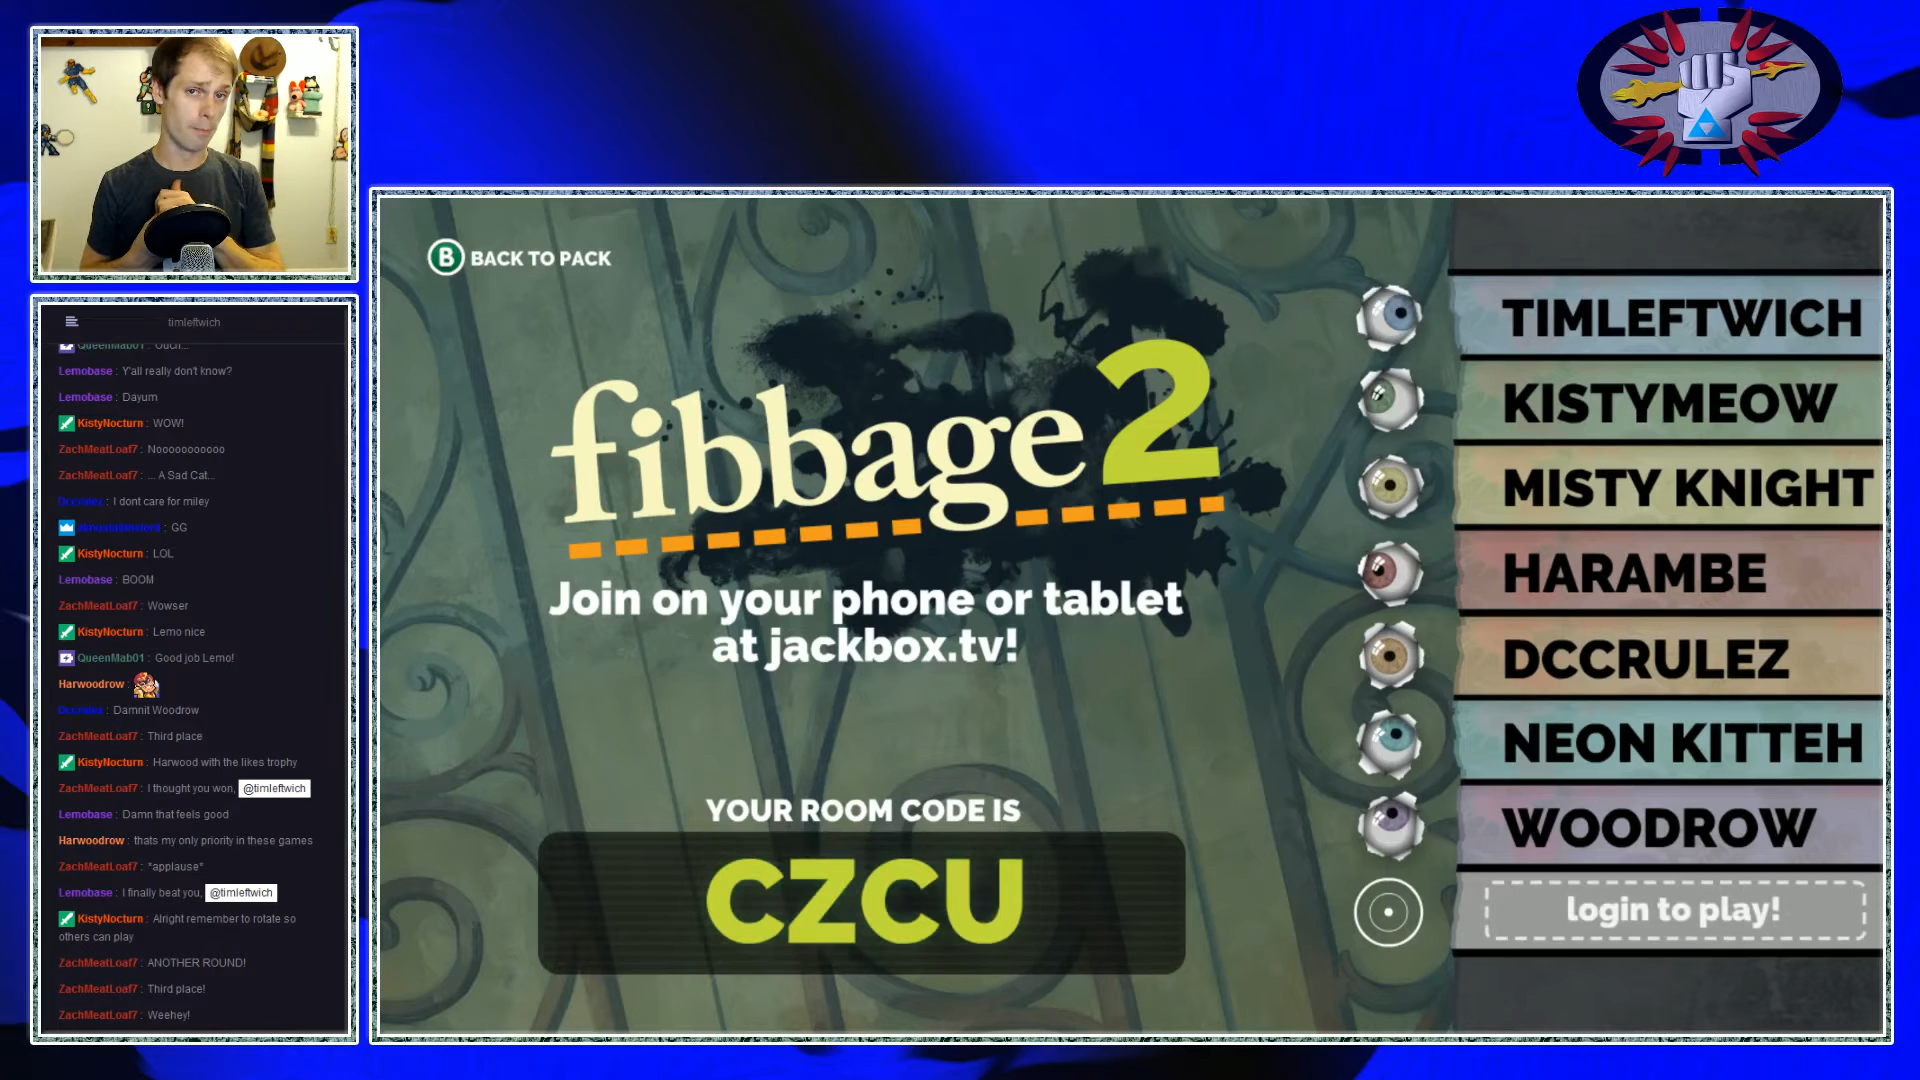 timleftwich
QueenMab01 : Ouch...
Lemobase : Y'all really don't know?
Lemobase : Dayum
KistyNocturn : WOW!
ZachMeatLoaf7 : Nooooooooooo
ZachMeatLoaf7 : ... A Sad Cat...
Dccrulez : I dont care for miley
: GG
KistyNocturn : LOL
Lemobase : BOOM
ZachMeatLoaf7 : Wowser
KistyNocturn : Lemo nice
QueenMab01 : Good job Lemo!
Harwoodrow :
Dccrulez : Damnit Woodrow
ZachMeatLoaf7 : Third place
KistyNocturn : Harwood with the likes trophy
ZachMeatLoaf7 : I thought you won, @timleftwich
Lemobase : Damn that feels good
Harwoodrow : thats my only priority in these games
ZachMeatLoaf7 : *applause*
Lemobase : I finally beat you, @timleftwich
KistyNocturn : Alright remember to rotate so
others can play
ZachMeatLoaf7 : ANOTHER ROUND!
ZachMeatLoaf7 : Third place!
ZachMeatLoaf7 : Weehey!
B BACK TO PACK
fibbage 2
Join on your phone or tablet
at jackbox.tv!
YOUR ROOM CODE IS
CZCU
TIMLEFTWICH
KISTYMEOW
MISTY KNIGHT
HARAMBE
DCCRULEZ
NEON KITTEH
WOODROW
login to play!